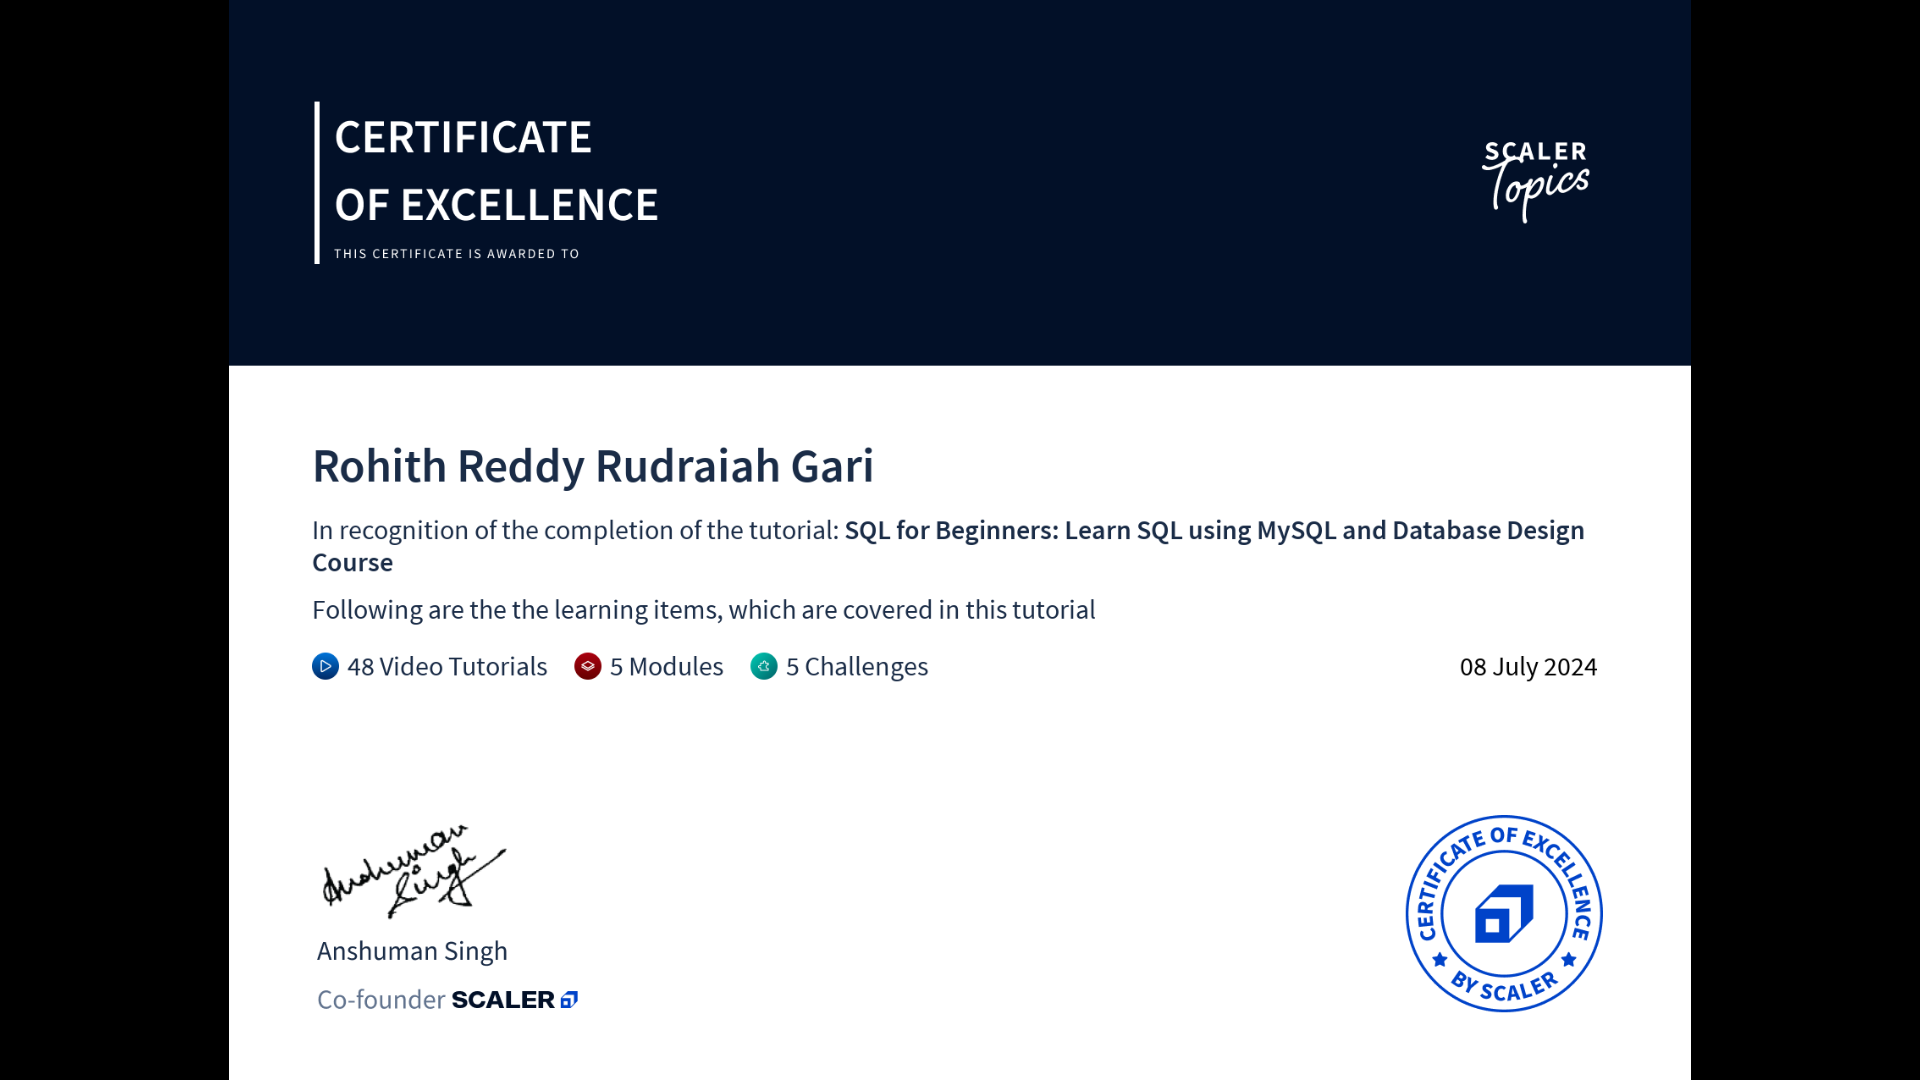 CERTIFICATE
OF EXCELLENCE
THIS CERTIFICATE IS AWARDED TO
SCALER
Topics
Rohith Reddy Rudraiah Gari
In recognition of the completion of the tutorial: SQL for Beginners: Learn SQL using MySQL and Database Design
Course
Following are the the learning items, which are covered in this tutorial
48 Video Tutorials 5 Modules 5 Challenges
08 July 2024
Anshuman
Singh
Anshuman Singh
Co-founder SCALER
CERTIFICATE OF EXCELLENCE
BY SCALER